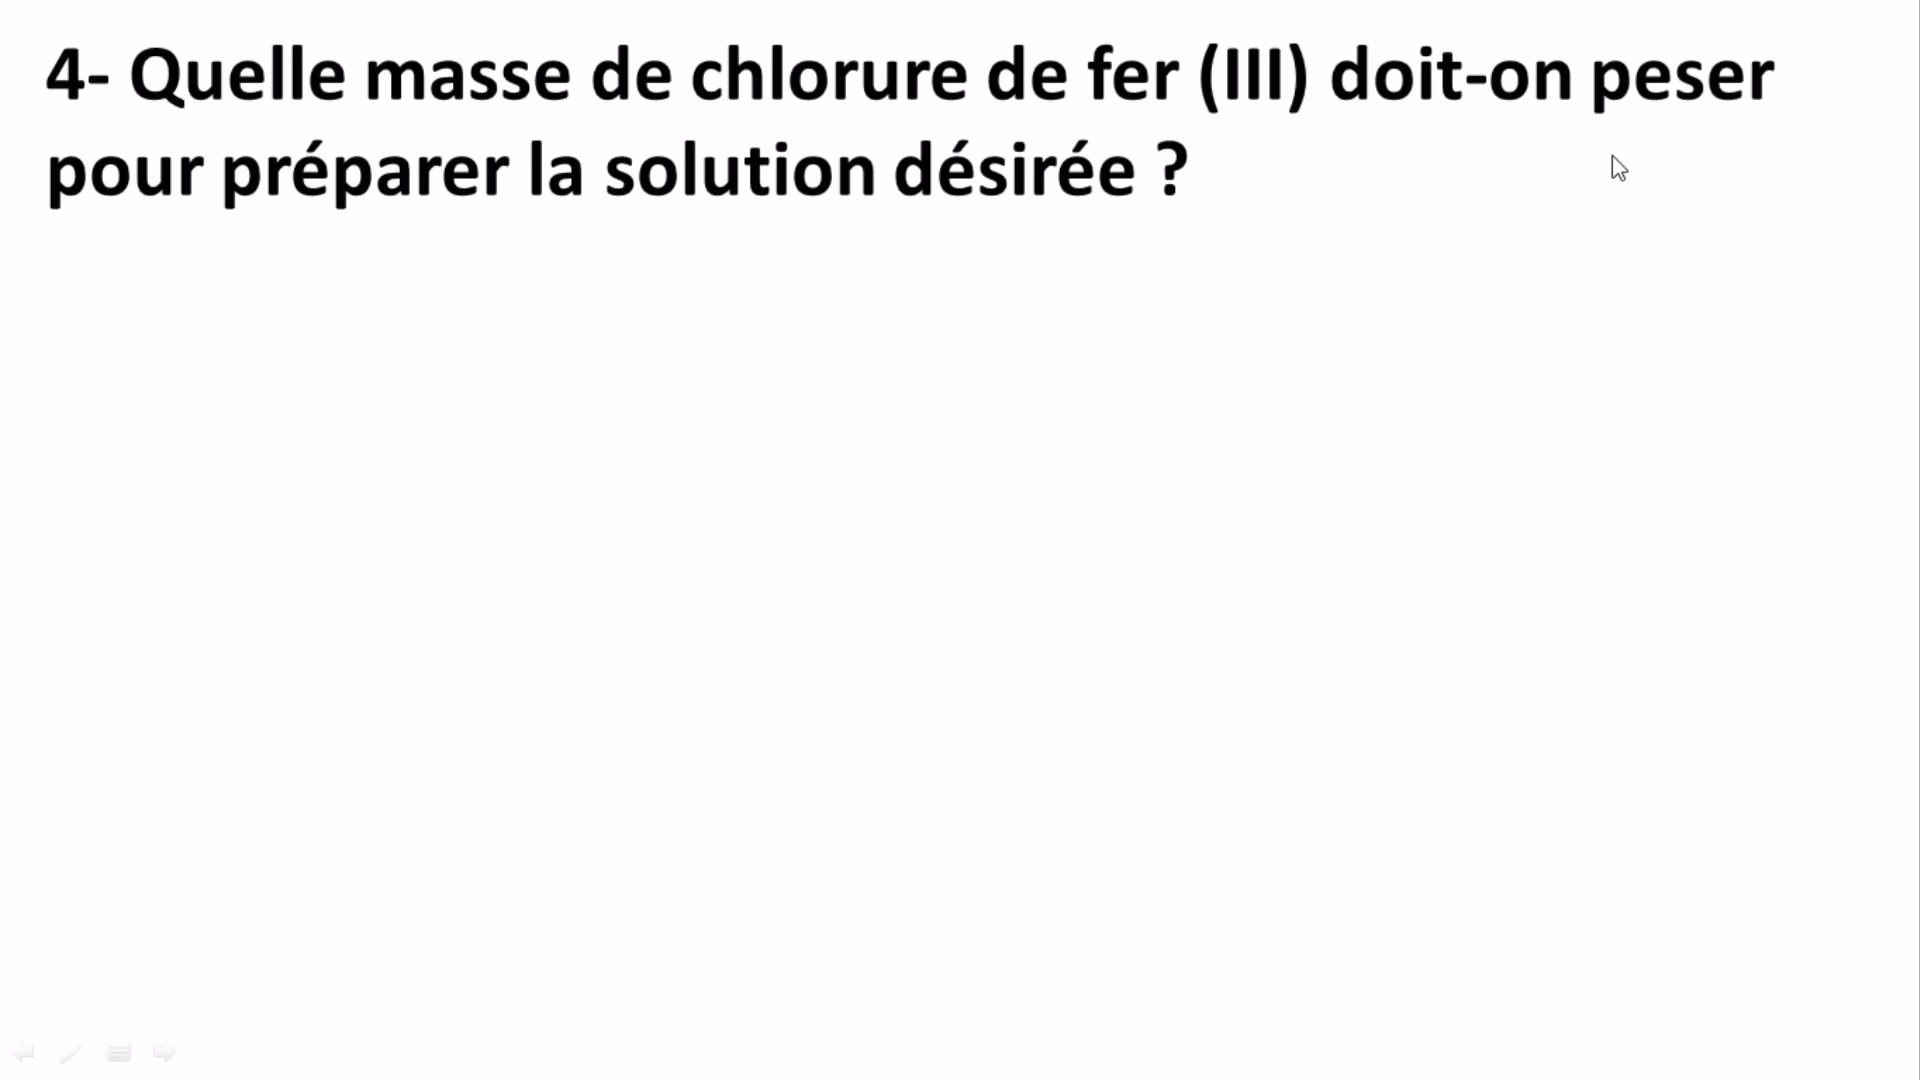 4- Quelle masse de chlorure de fer (III) doit-on peser
pour préparer la solution désirée ?